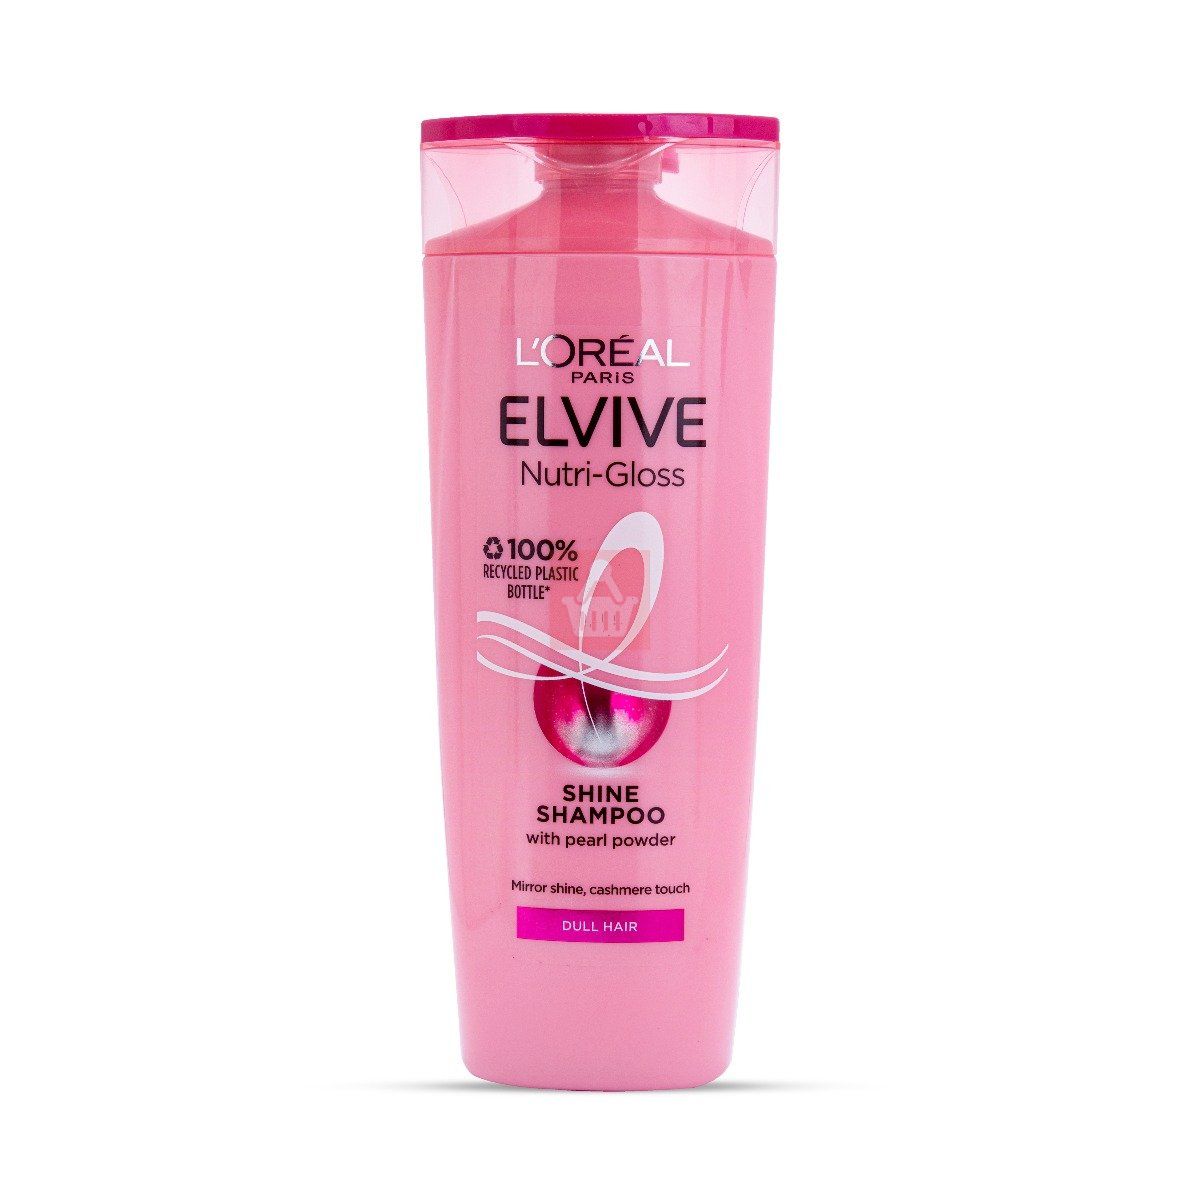 L'ORÉAL
PARIS
ELVIVE
Nutri-Gloss
100%
RECYCLED PLASTIC
BOTTLE*
SHINE
SHAMPOO
with pearl powder
Mirror shine, cashmere touch
DULL HAIR